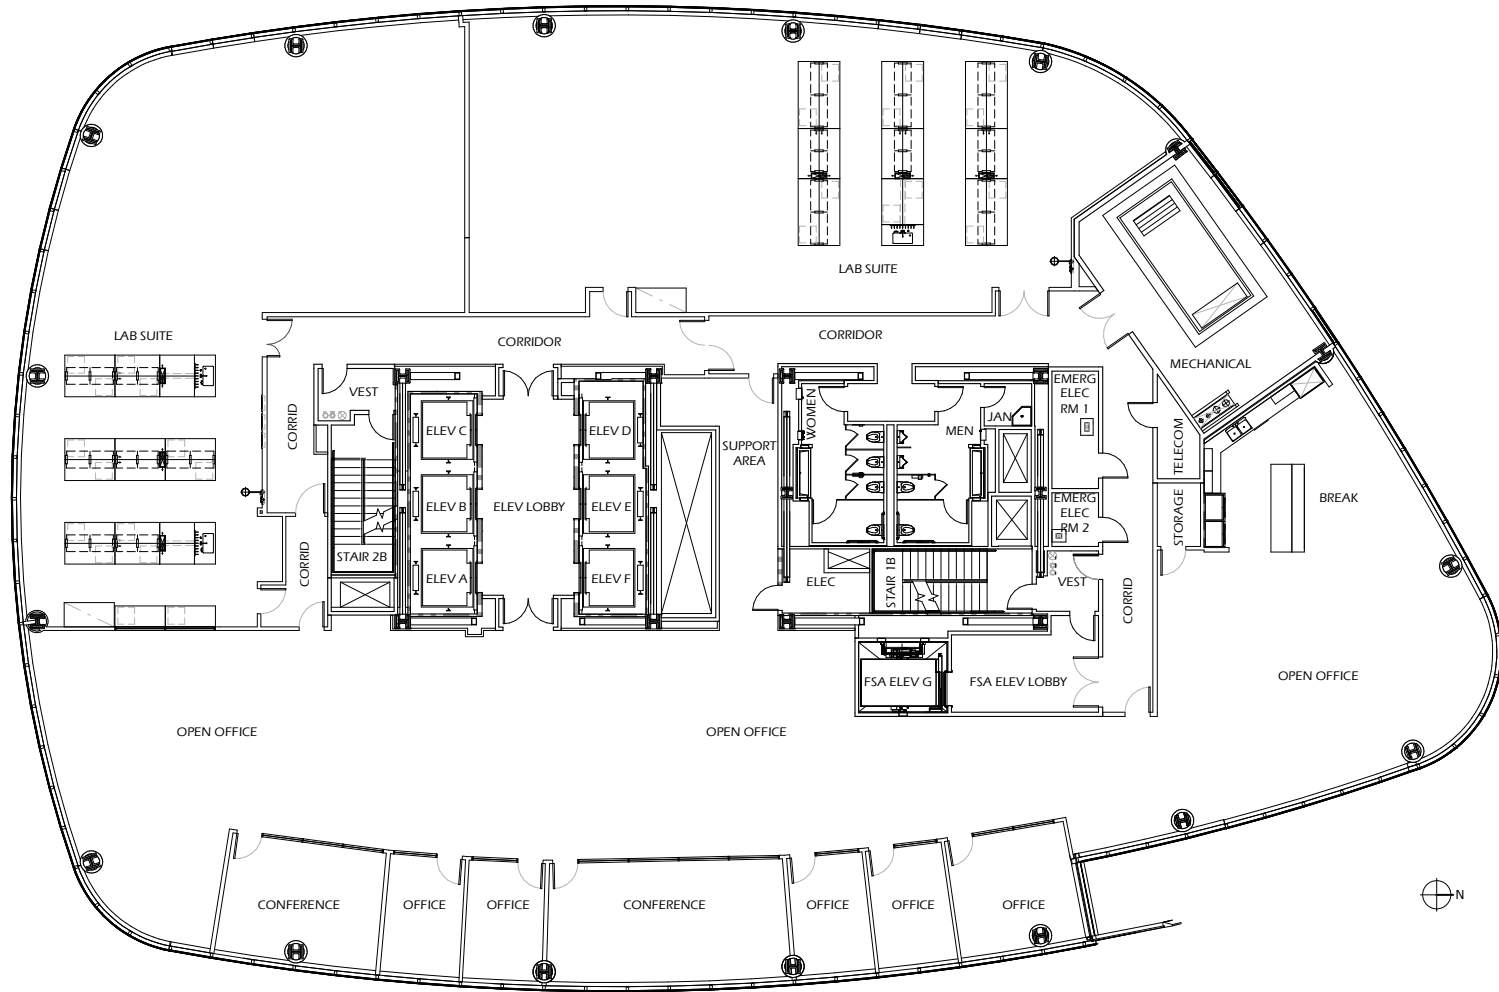 LAB SUITE
LAB SUITE
CORRIDOR
CORRIDOR
MECHANICAL
VEST
CORRID
ELEV C
ELEV D
WOMEN
MEN
JAN
EMERG
ELEC
RM 1
SUPPORT
AREA
TELECOM
ELEV B
ELEV LOBBY
ELEV E
EMERG
ELEC
RM 2
STORAGE
BREAK
STAIR 2B
CORRID
ELEV A
ELEV F
ELEC
STAIR 1B
VEST
CORRID
FSA ELEV G
FSA ELEV LOBBY
OPEN OFFICE
OPEN OFFICE
OPEN OFFICE
CONFERENCE
OFFICE
OFFICE
CONFERENCE
OFFICE
OFFICE
OFFICE
N